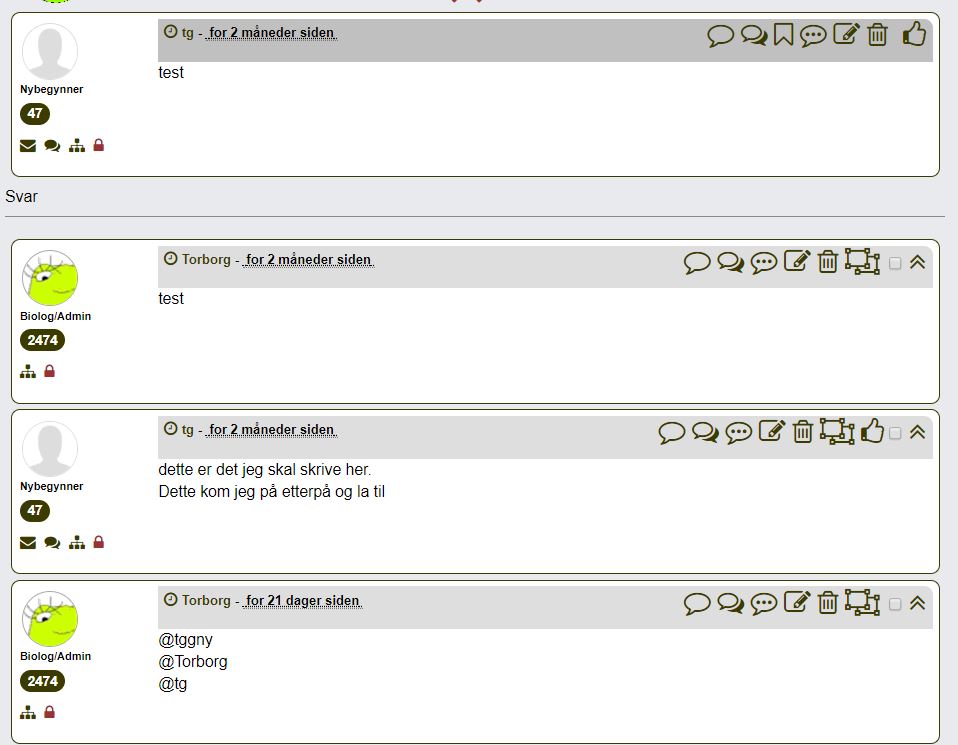 tg - for 2 måneder siden
test
Nybegynner
47
Svar
Torborg - for 2 måneder siden
test
Biolog/Admin
2474
tg - for 2 måneder siden
dette er det jeg skal skrive her.
Dette kom jeg på etterpå og la til
Nybegynner
47
Torborg - for 21 dager siden
@tggny
@Torborg
@tg
Biolog/Admin
2474